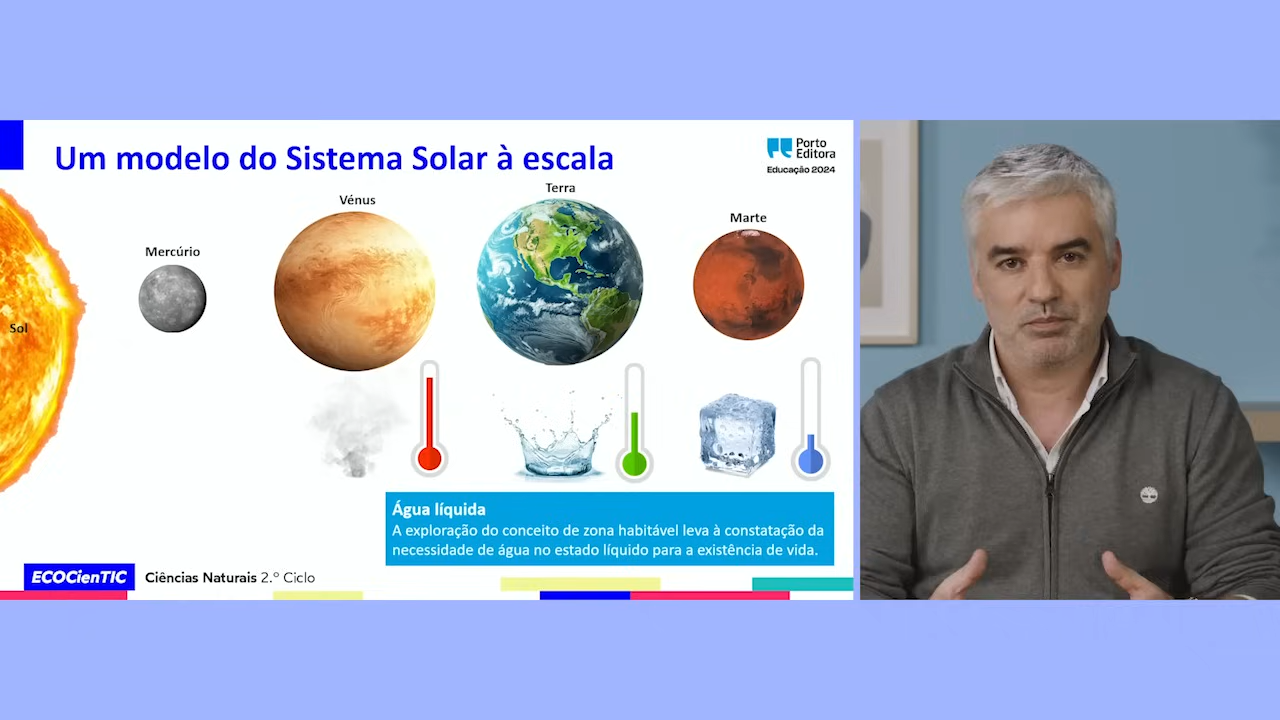 Um modelo do Sistema Solar à escala
Porto
Editora
Educação 2024
Sol
Mercúrio
Vénus
Terra
Marte
Água líquida
A exploração do conceito de zona habitável leva à constatação da
necessidade de água no estado líquido para a existência de vida.
ECOCienTIC
Ciências Naturais 2.º Ciclo